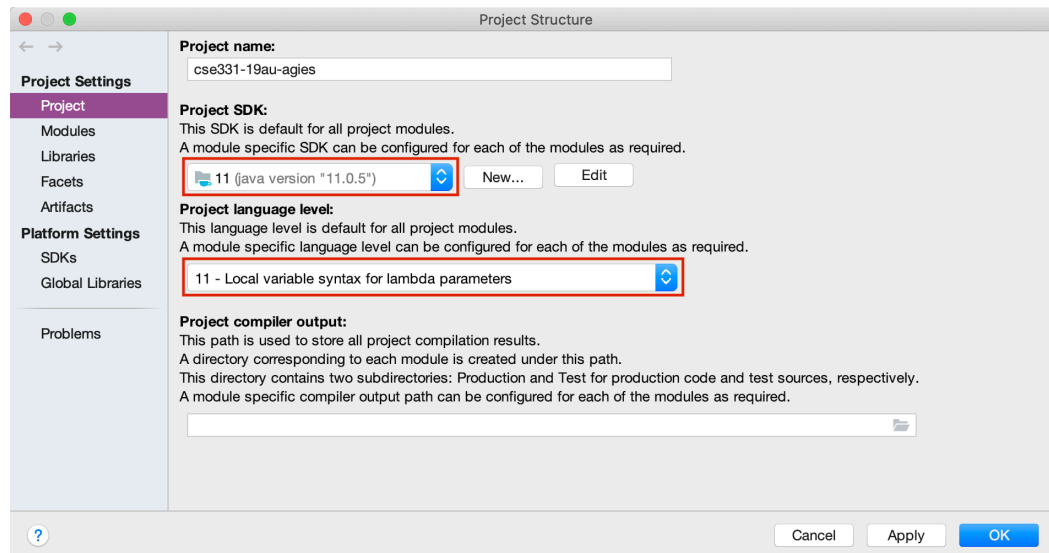 Project Structure
Project Settings
Project
Modules
Libraries
Facets
Artifacts
Platform Settings
SDKs
Global Libraries
Problems
Project name:
cse331-19au-agies
Project SDK:
This SDK is default for all project modules.
A module specific SDK can be configured for each of the modules as required.
11 (java version "11.0.5") New... Edit
Project language level:
This language level is default for all project modules.
A module specific language level can be configured for each of the modules as required.
11 - Local variable syntax for lambda parameters
Project compiler output:
This path is used to store all project compilation results.
A directory corresponding to each module is created under this path.
This directory contains two subdirectories: Production and Test for production code and test sources, respectively.
A module specific compiler output path can be configured for each of the modules as required.
? Cancel Apply OK